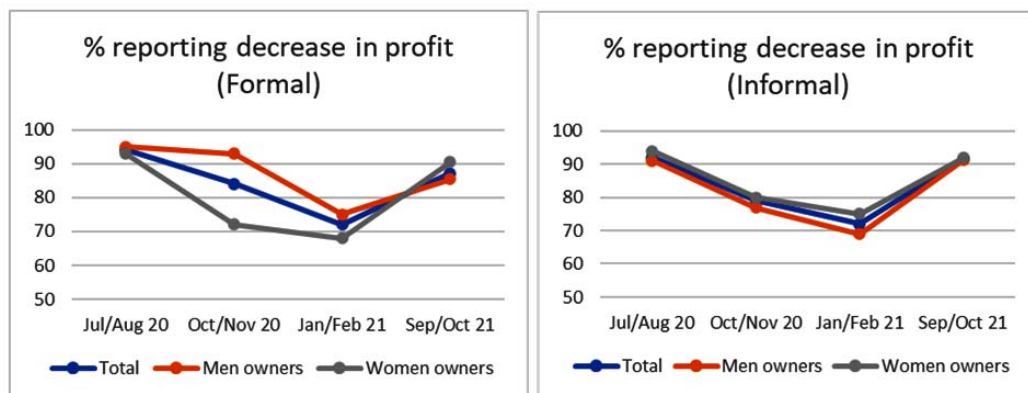 % reporting decrease in profit
(Formal)
100
90
80
70
60
50
Jul/Aug 20 Oct/Nov 20 Jan/Feb 21 Sep/Oct 21
Total Men owners Women owners
% reporting decrease in profit
(Informal)
100
90
80
70
60
50
Jul/Aug 20 Oct/Nov 20 Jan/Feb 21 Sep/Oct 21
Total Men owners Women owners